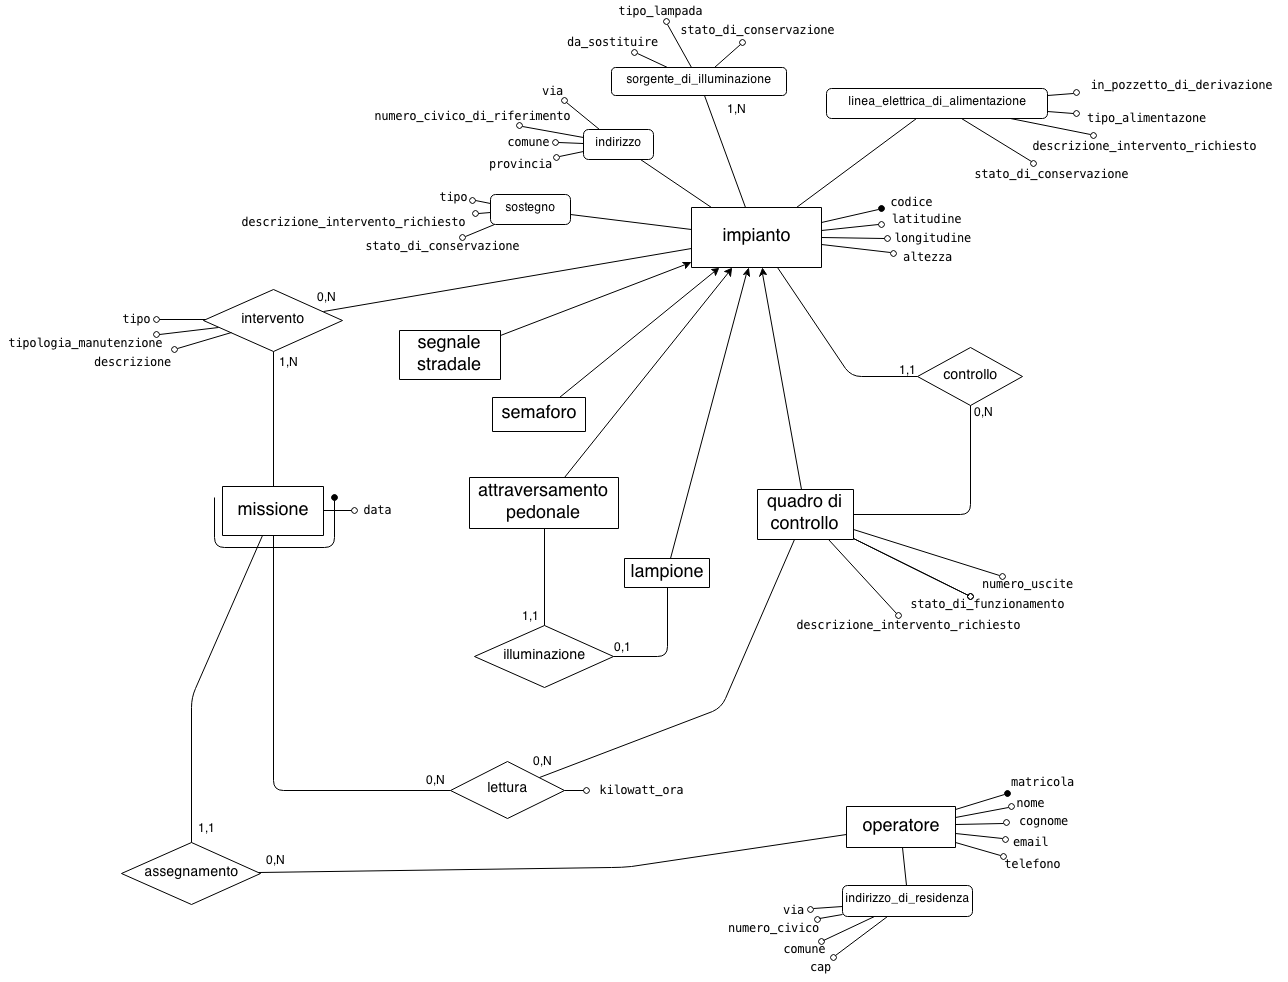 tipo_lampada
stato_di_conservazione
da_sostituire
sorgente_di_illuminazione
1,N
via
numero_civico_di_riferimento
comune
provincia
indirizzo
in_pozzetto_di_derivazione
linea_elettrica_di_alimentazione
tipo_alimentazone
descrizione_intervento_richiesto
stato_di_conservazione
tipo
sostegno
descrizione_intervento_richiesto
stato_di_conservazione
impianto
codice
latitudine
longitudine
altezza
0,N
tipo
intervento
tipologia_manutenzione
descrizione
1,N
segnale
stradale
semaforo
1,1
controllo
0,N
missione
data
attraversamento
pedonale
quadro di
controllo
lampione
numero_uscite
stato_di_funzionamento
descrizione_intervento_richiesto
1,1
illuminazione
0,1
0,N
0,N
lettura
kilowatt_ora
1,1
assegnamento
0,N
operatore
matricola
nome
cognome
email
telefono
indirizzo_di_residenza
via
numero_civico
comune
cap